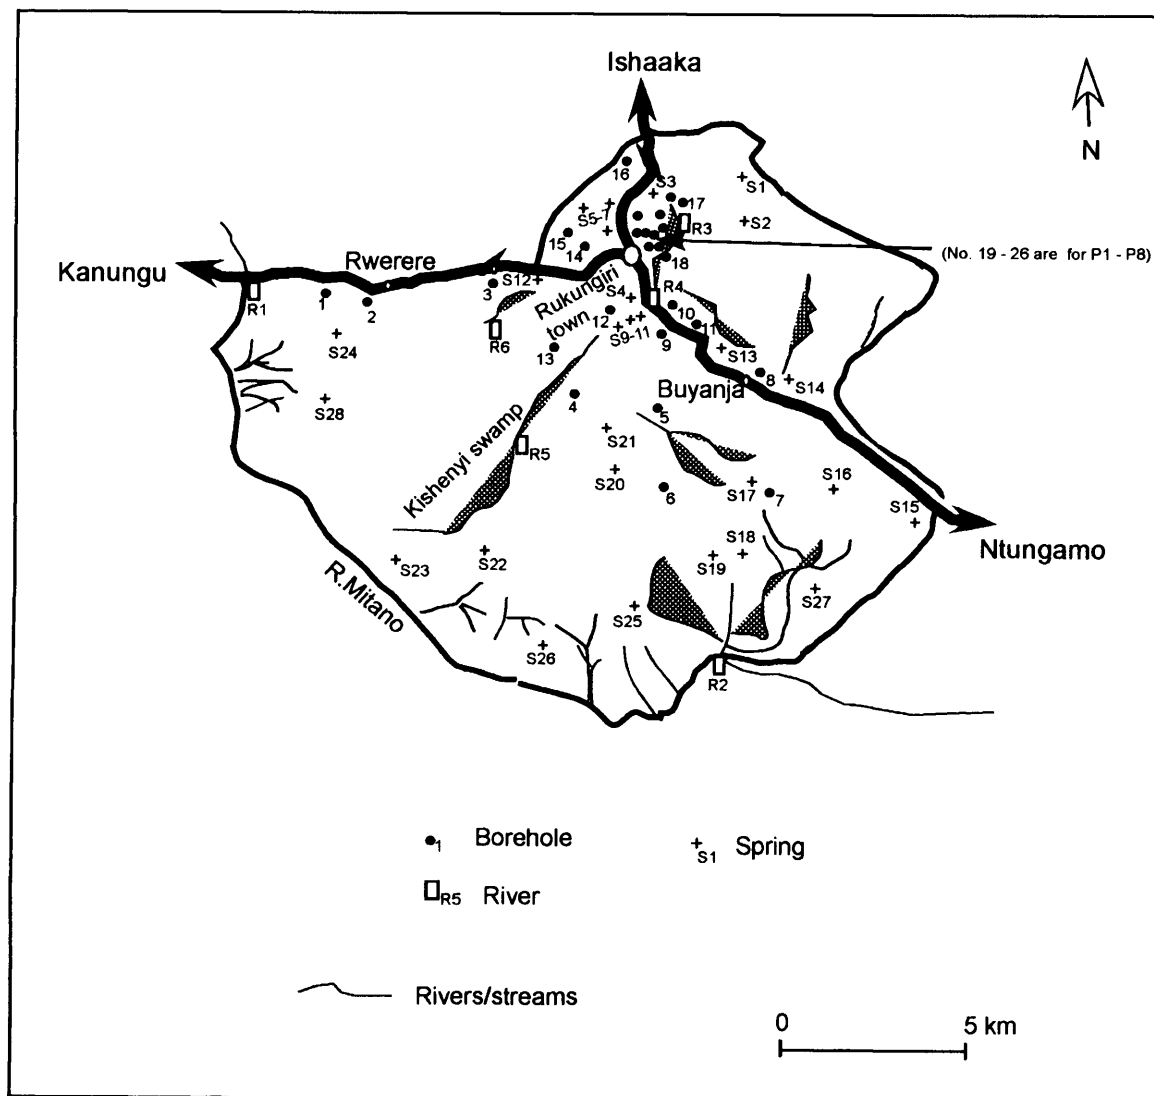 Ishaaka
N
16
S3
S1
17
S5-7
R3
S2
15
14
18
(No. 19 - 26 are for P1 - P8)
Kanungu
Rwerere
S12
3
R1
1
2
Rukungiri
town
S4
R4
10
12
11
S9-11
9
R6
13
S13
S24
8
S14
Buyanja
S28
4
5
S21
Kishenyi swamp
R5
S20
6
S17
7
S16
S15
Ntungamo
S18
S19
S23
S22
S27
R.Mitano
S25
S26
R2
1 Borehole
S1 Spring
R5 River
Rivers/streams
0 5 km